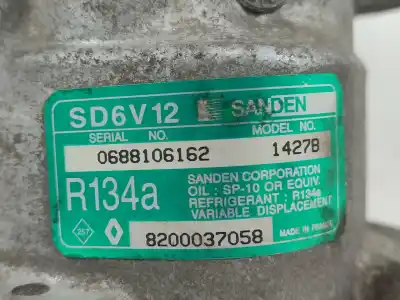 SD6V12 SANDEN
SERIAL NO. MODEL NO.
0688106162 1427B
R134a
SANDEN CORPORATION
OIL : SP-10 OR EQUIV.
REFRIGERANT : R134a
VARIABLE DISPLACEMENT
8200037058
MADE IN FRANCE